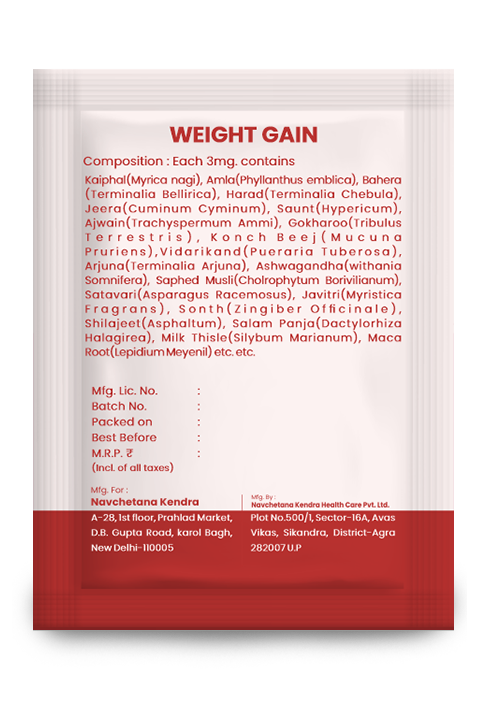 WEIGHT GAIN
Composition : Each 3mg. contains
Kaiphal(Myrica nagi), Amla(Phyllanthus emblica), Bahera
(Terminalia Bellirica), Harad(Terminalia Chebula),
Jeera(Cuminum Cyminum), Saunt(Hypericum),
Ajwain(Trachyspermum Ammi), Gokharoo(Tribulus
Terrestris), Konch Beej(Mucuna
Pruriens),Vidarikand(Pueraria Tuberosa),
Arjuna(Terminalia Arjuna), Ashwagandha(withania
Somnifera), Saphed Musli(Cholrophytum Borivilianum),
Satavari(Asparagus Racemosus), Javitri(Myristica
Fragrans), Sonth(Zingiber Officinale),
Shilajeet(Asphaltum), Salam Panja(Dactylorhiza
Halagirea), Milk Thisle(Silybum Marianum), Maca
Root(Lepidium Meyenil) etc. etc.
Mfg. Lic. No. :
Batch No. :
Packed on :
Best Before :
M.R.P. ₹ :
(Incl. of all taxes)
Mfg. For :
Navchetana Kendra
A-28, 1st floor, Prahlad Market,
D.B. Gupta Road, karol Bagh,
New Delhi-110005
Mfg. By :
Navchetana Kendra Health Care Pvt. Ltd.
Plot No.500/1, Sector-16A, Avas
Vikas, Sikandra, District-Agra
282007 U.P